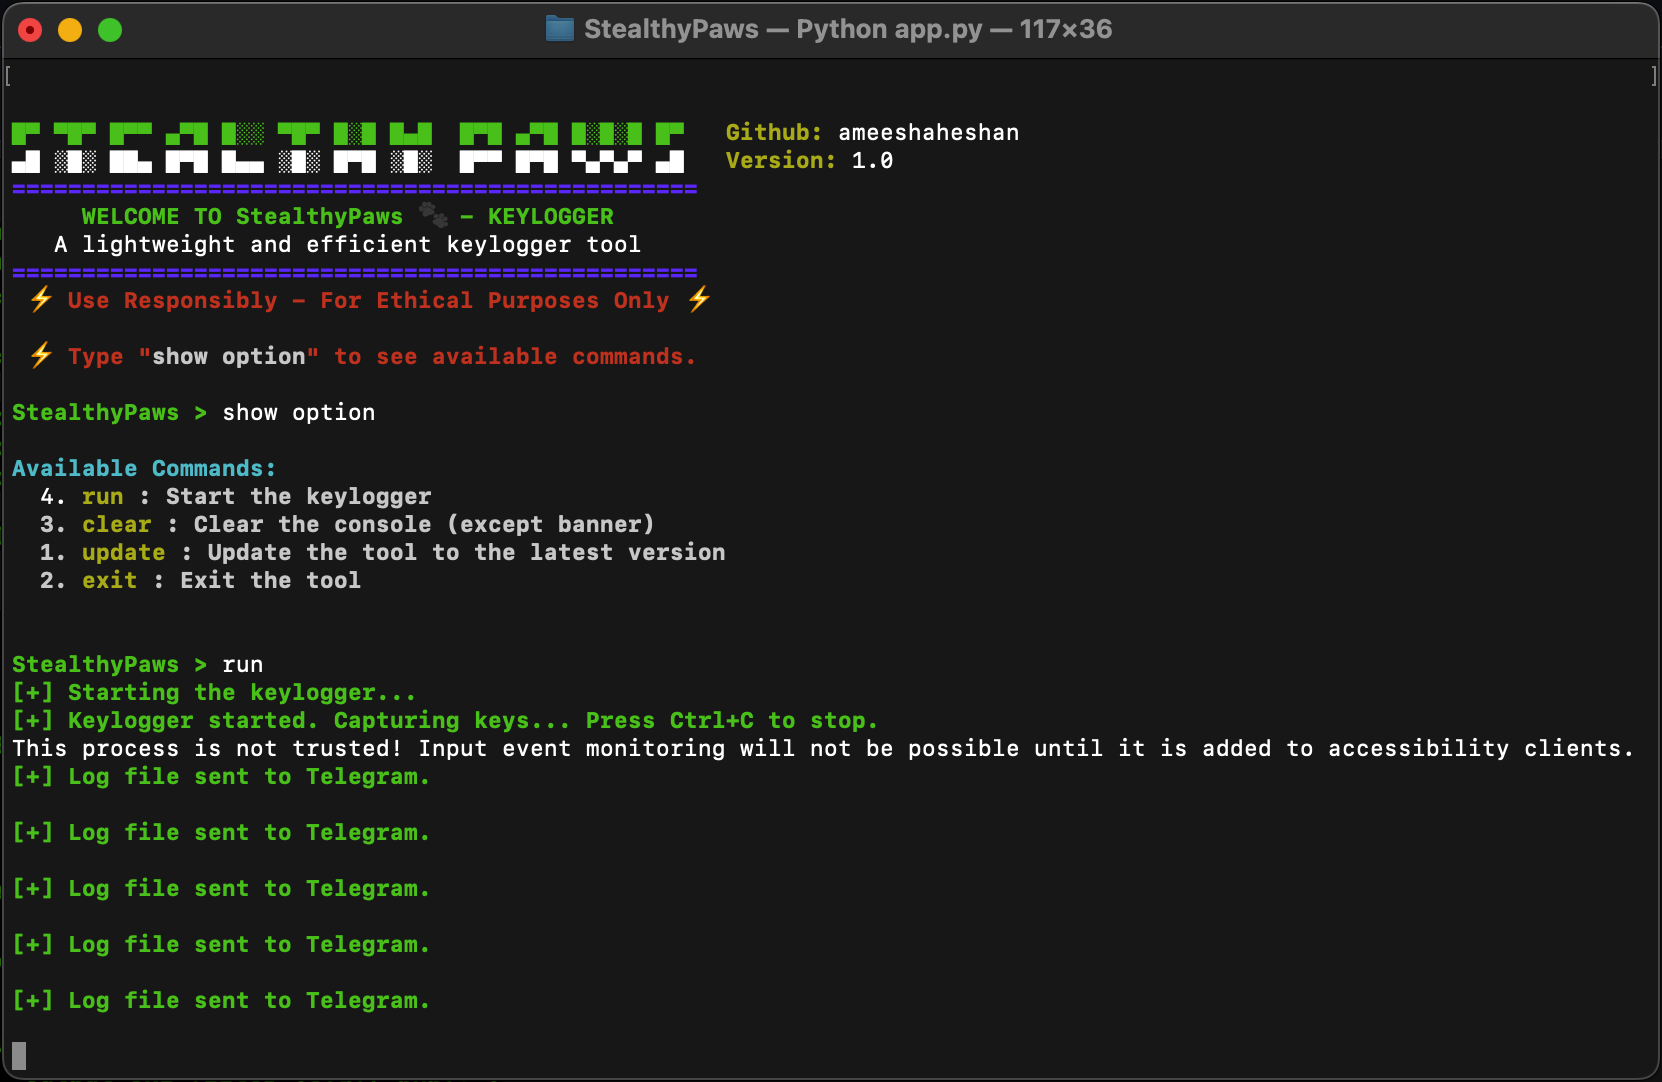 StealthyPaws — Python app.py — 117×36
[ ]
STEALTHY PAWS Github: ameeshaheshan
Version: 1.0
=================================================
WELCOME TO StealthyPaws 🐾 – KEYLOGGER
A lightweight and efficient keylogger tool
=================================================
⚡ Use Responsibly – For Ethical Purposes Only ⚡
⚡ Type "show option" to see available commands.
StealthyPaws > show option
Available Commands:
4. run : Start the keylogger
3. clear : Clear the console (except banner)
1. update : Update the tool to the latest version
2. exit : Exit the tool
StealthyPaws > run
[+] Starting the keylogger...
[+] Keylogger started. Capturing keys... Press Ctrl+C to stop.
This process is not trusted! Input event monitoring will not be possible until it is added to accessibility clients.
[+] Log file sent to Telegram.
[+] Log file sent to Telegram.
[+] Log file sent to Telegram.
[+] Log file sent to Telegram.
[+] Log file sent to Telegram.